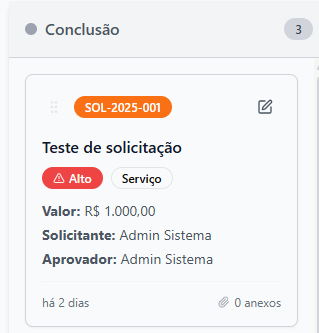 Conclusão
3
SOL-2025-001
Teste de solicitação
Alto
Serviço
Valor: R$ 1.000,00
Solicitante: Admin Sistema
Aprovador: Admin Sistema
há 2 dias
0 anexos